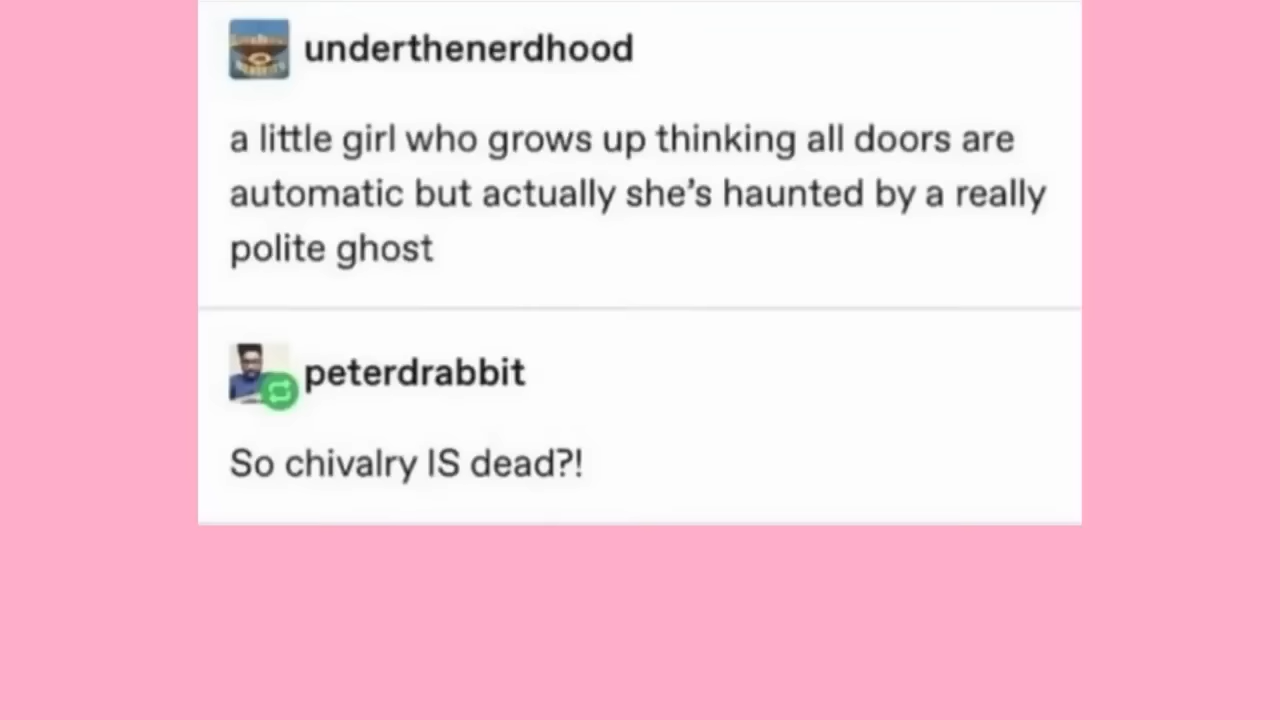 underthenerdhood
a little girl who grows up thinking all doors are
automatic but actually she's haunted by a really
polite ghost
peterdrabbit
So chivalry IS dead?!